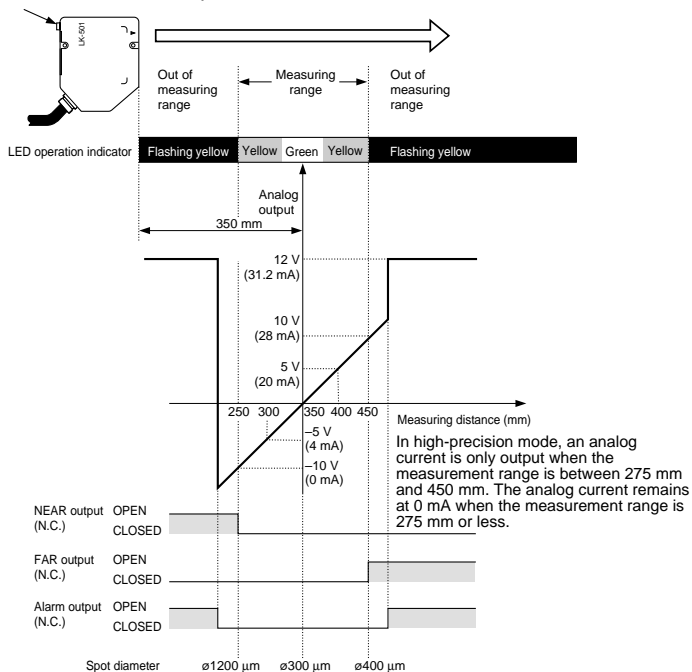 LK-501
Out of
measuring
range
Measuring
range
Out of
measuring
range
LED operation indicator
Flashing yellow
Yellow
Green
Yellow
Flashing yellow
Analog
output
350 mm
12 V
(31.2 mA)
10 V
(28 mA)
5 V
(20 mA)
250
300
350
400
450
Measuring distance (mm)
–5 V
(4 mA)
–10 V
(0 mA)
In high-precision mode, an analog
current is only output when the
measurement range is between 275 mm
and 450 mm. The analog current remains
at 0 mA when the measurement range is
275 mm or less.
NEAR output
(N.C.)
OPEN
CLOSED
FAR output
(N.C.)
OPEN
CLOSED
Alarm output
(N.C.)
OPEN
CLOSED
Spot diameter
ø1200 μm
ø300 μm
ø400 μm